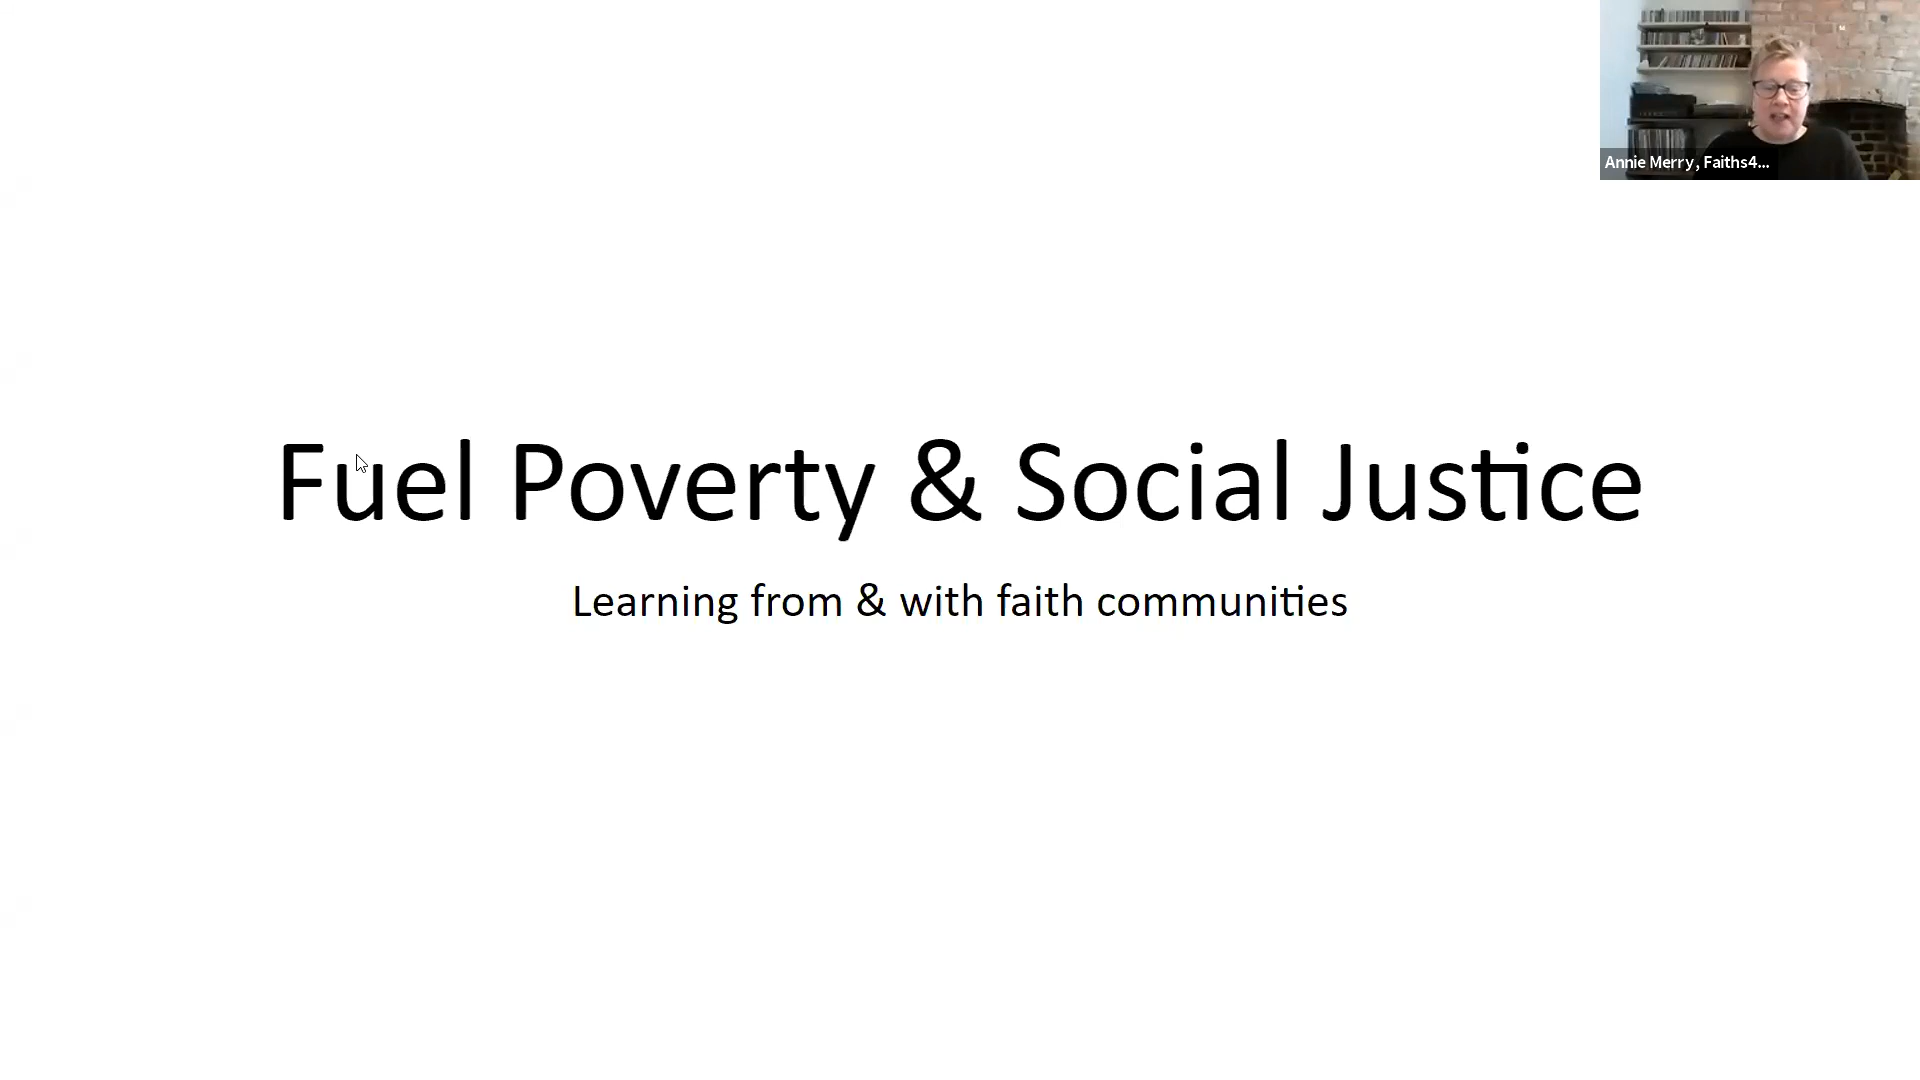 Annie Merry, Faiths4...
Fuel Poverty & Social Justice
Learning from & with faith communities